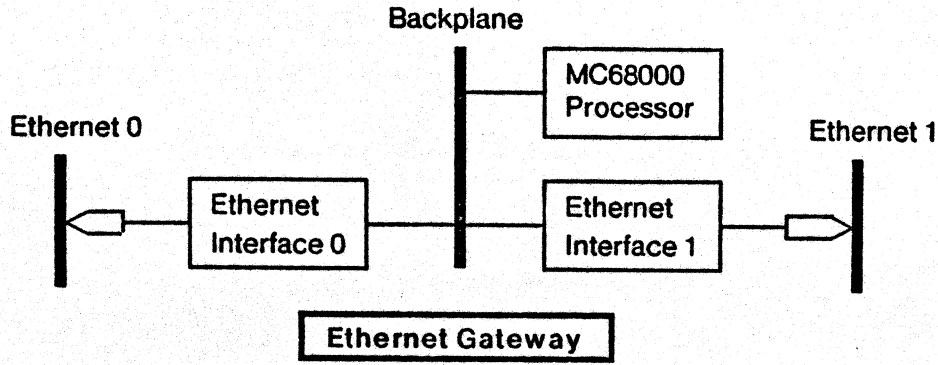 Backplane
MC68000
Processor
Ethernet 0
Ethernet 1
Ethernet
Interface 0
Ethernet
Interface 1
Ethernet Gateway